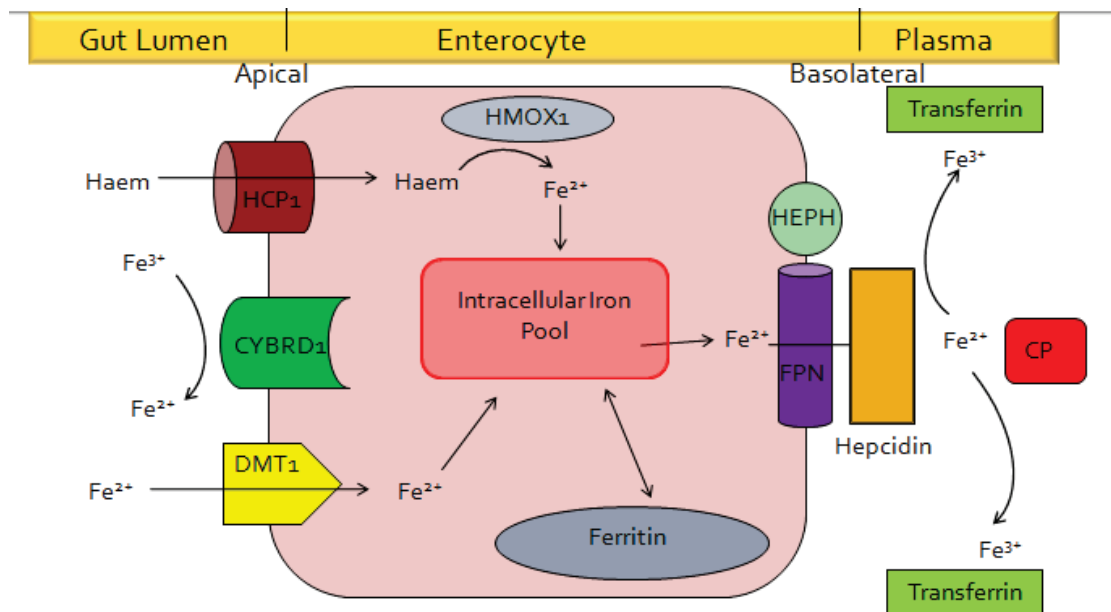 Gut Lumen
Enterocyte
Plasma
Apical
Basolateral
Transferrin
HMOX1
Fe³⁺
Haem
HCP1
Haem
Fe²⁺
HEPH
Fe³⁺
Intracellular Iron
Pool
CYBRD1
Fe²⁺
FPN
Fe²⁺
CP
Fe²⁺
Hepcidin
DMT1
Fe²⁺
Fe²⁺
Ferritin
Fe³⁺
Transferrin